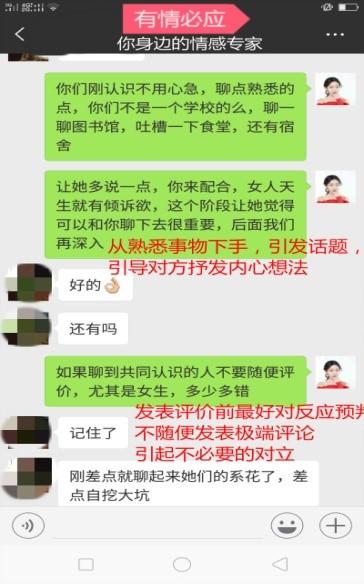 有情必应
你身边的情感专家
你们刚认识不用心急，聊点熟悉的
点，你们不是一个学校的么，聊一
聊图书馆，吐槽一下食堂，还有宿
舍
让她多说一点，你来配合，女人天
生就有倾诉欲，这个阶段让她觉得
可以和你聊下去很重要，后面我们
再深入
从熟悉事物下手，引发话题，
引导对方抒发内心想法
好的👌
还有吗
如果聊到共同认识的人不要随便评
价，尤其是女生，多少多错
发表评价前最好对反应预判
不随便发表极端评论
引起不必要的对立
记住了
刚差点就聊起来她们的系花了，差
点自挖大坑